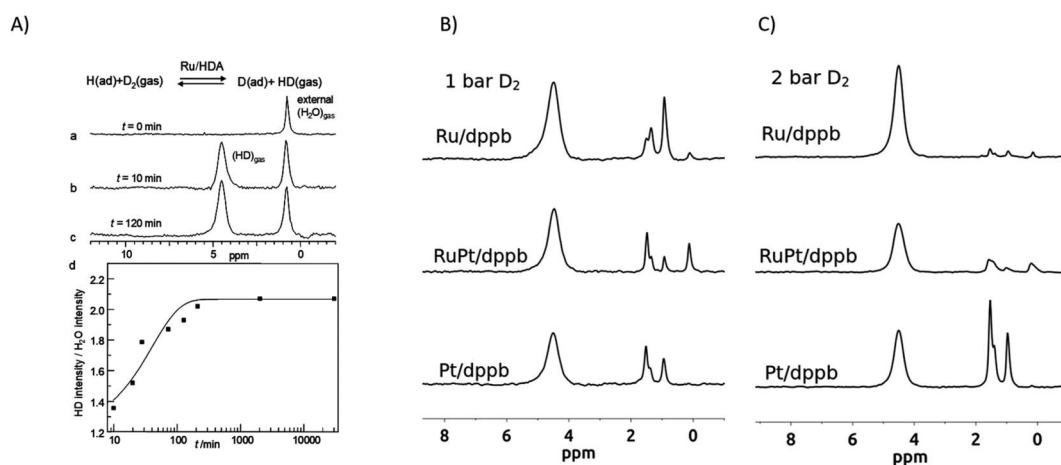 A)
Ru/HDA
H(ad)+D₂(gas) D(ad)+ HD(gas)
external
(H₂O)gas
a
t = 0 min
(HD)gas
b
t = 10 min
c
t = 120 min
10 5 ppm 0
d
HD intensity / H₂O intensity
2.2
2.0
1.8
1.6
1.4
1.2
10 100 1000 10000
t /min
B)
1 bar D₂
Ru/dppb
RuPt/dppb
Pt/dppb
8 6 4 2 0
ppm
C)
2 bar D₂
Ru/dppb
RuPt/dppb
Pt/dppb
8 6 4 2 0
ppm